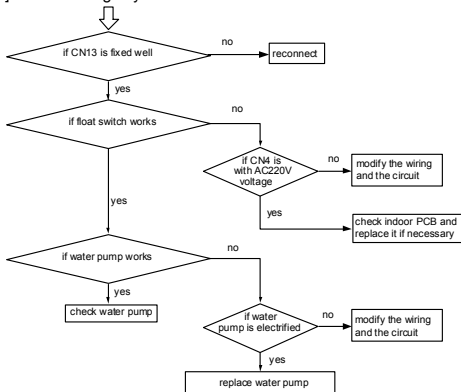 if CN13 is fixed well
no
reconnect
yes
if float switch works
no
if CN4 is
with AC220V
voltage
no
modify the wiring
and the circuit
yes
yes
check indoor PCB and
replace it if necessary
if water pump works
no
yes
check water pump
if water
pump is electrified
no
modify the wiring
and the circuit
yes
replace water pump